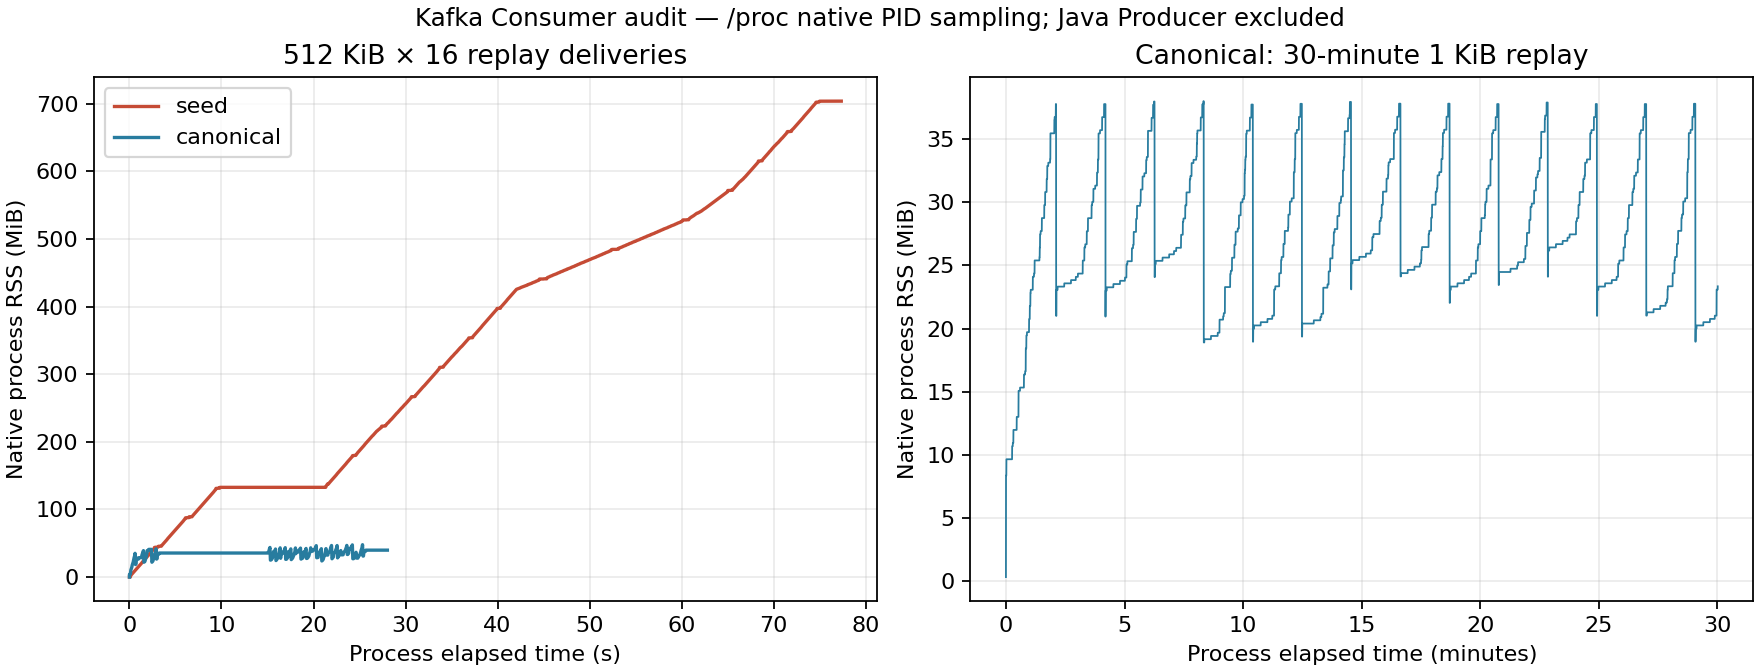 Kafka Consumer audit — /proc native PID sampling; Java Producer excluded
512 KiB × 16 replay deliveries
Native process RSS (MiB)
700
600
500
400
300
200
100
0
seed
canonical
0 10 20 30 40 50 60 70 80
Process elapsed time (s)
Canonical: 30-minute 1 KiB replay
Native process RSS (MiB)
35
30
25
20
15
10
5
0
0 5 10 15 20 25 30
Process elapsed time (minutes)